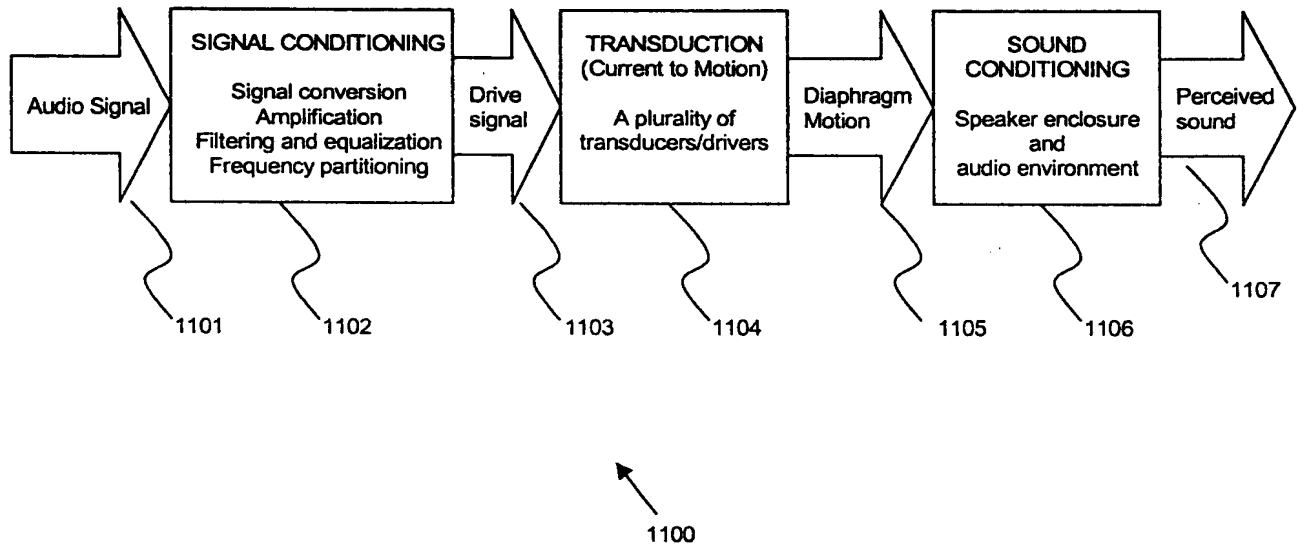 Audio Signal
SIGNAL CONDITIONING
Signal conversion
Amplification
Filtering and equalization
Frequency partitioning
Drive
signal
TRANSDUCTION
(Current to Motion)
A plurality of
transducers/drivers
Diaphragm
Motion
SOUND
CONDITIONING
Speaker enclosure
and
audio environment
Perceived
sound
1101
1102
1103
1104
1105
1106
1107
1100